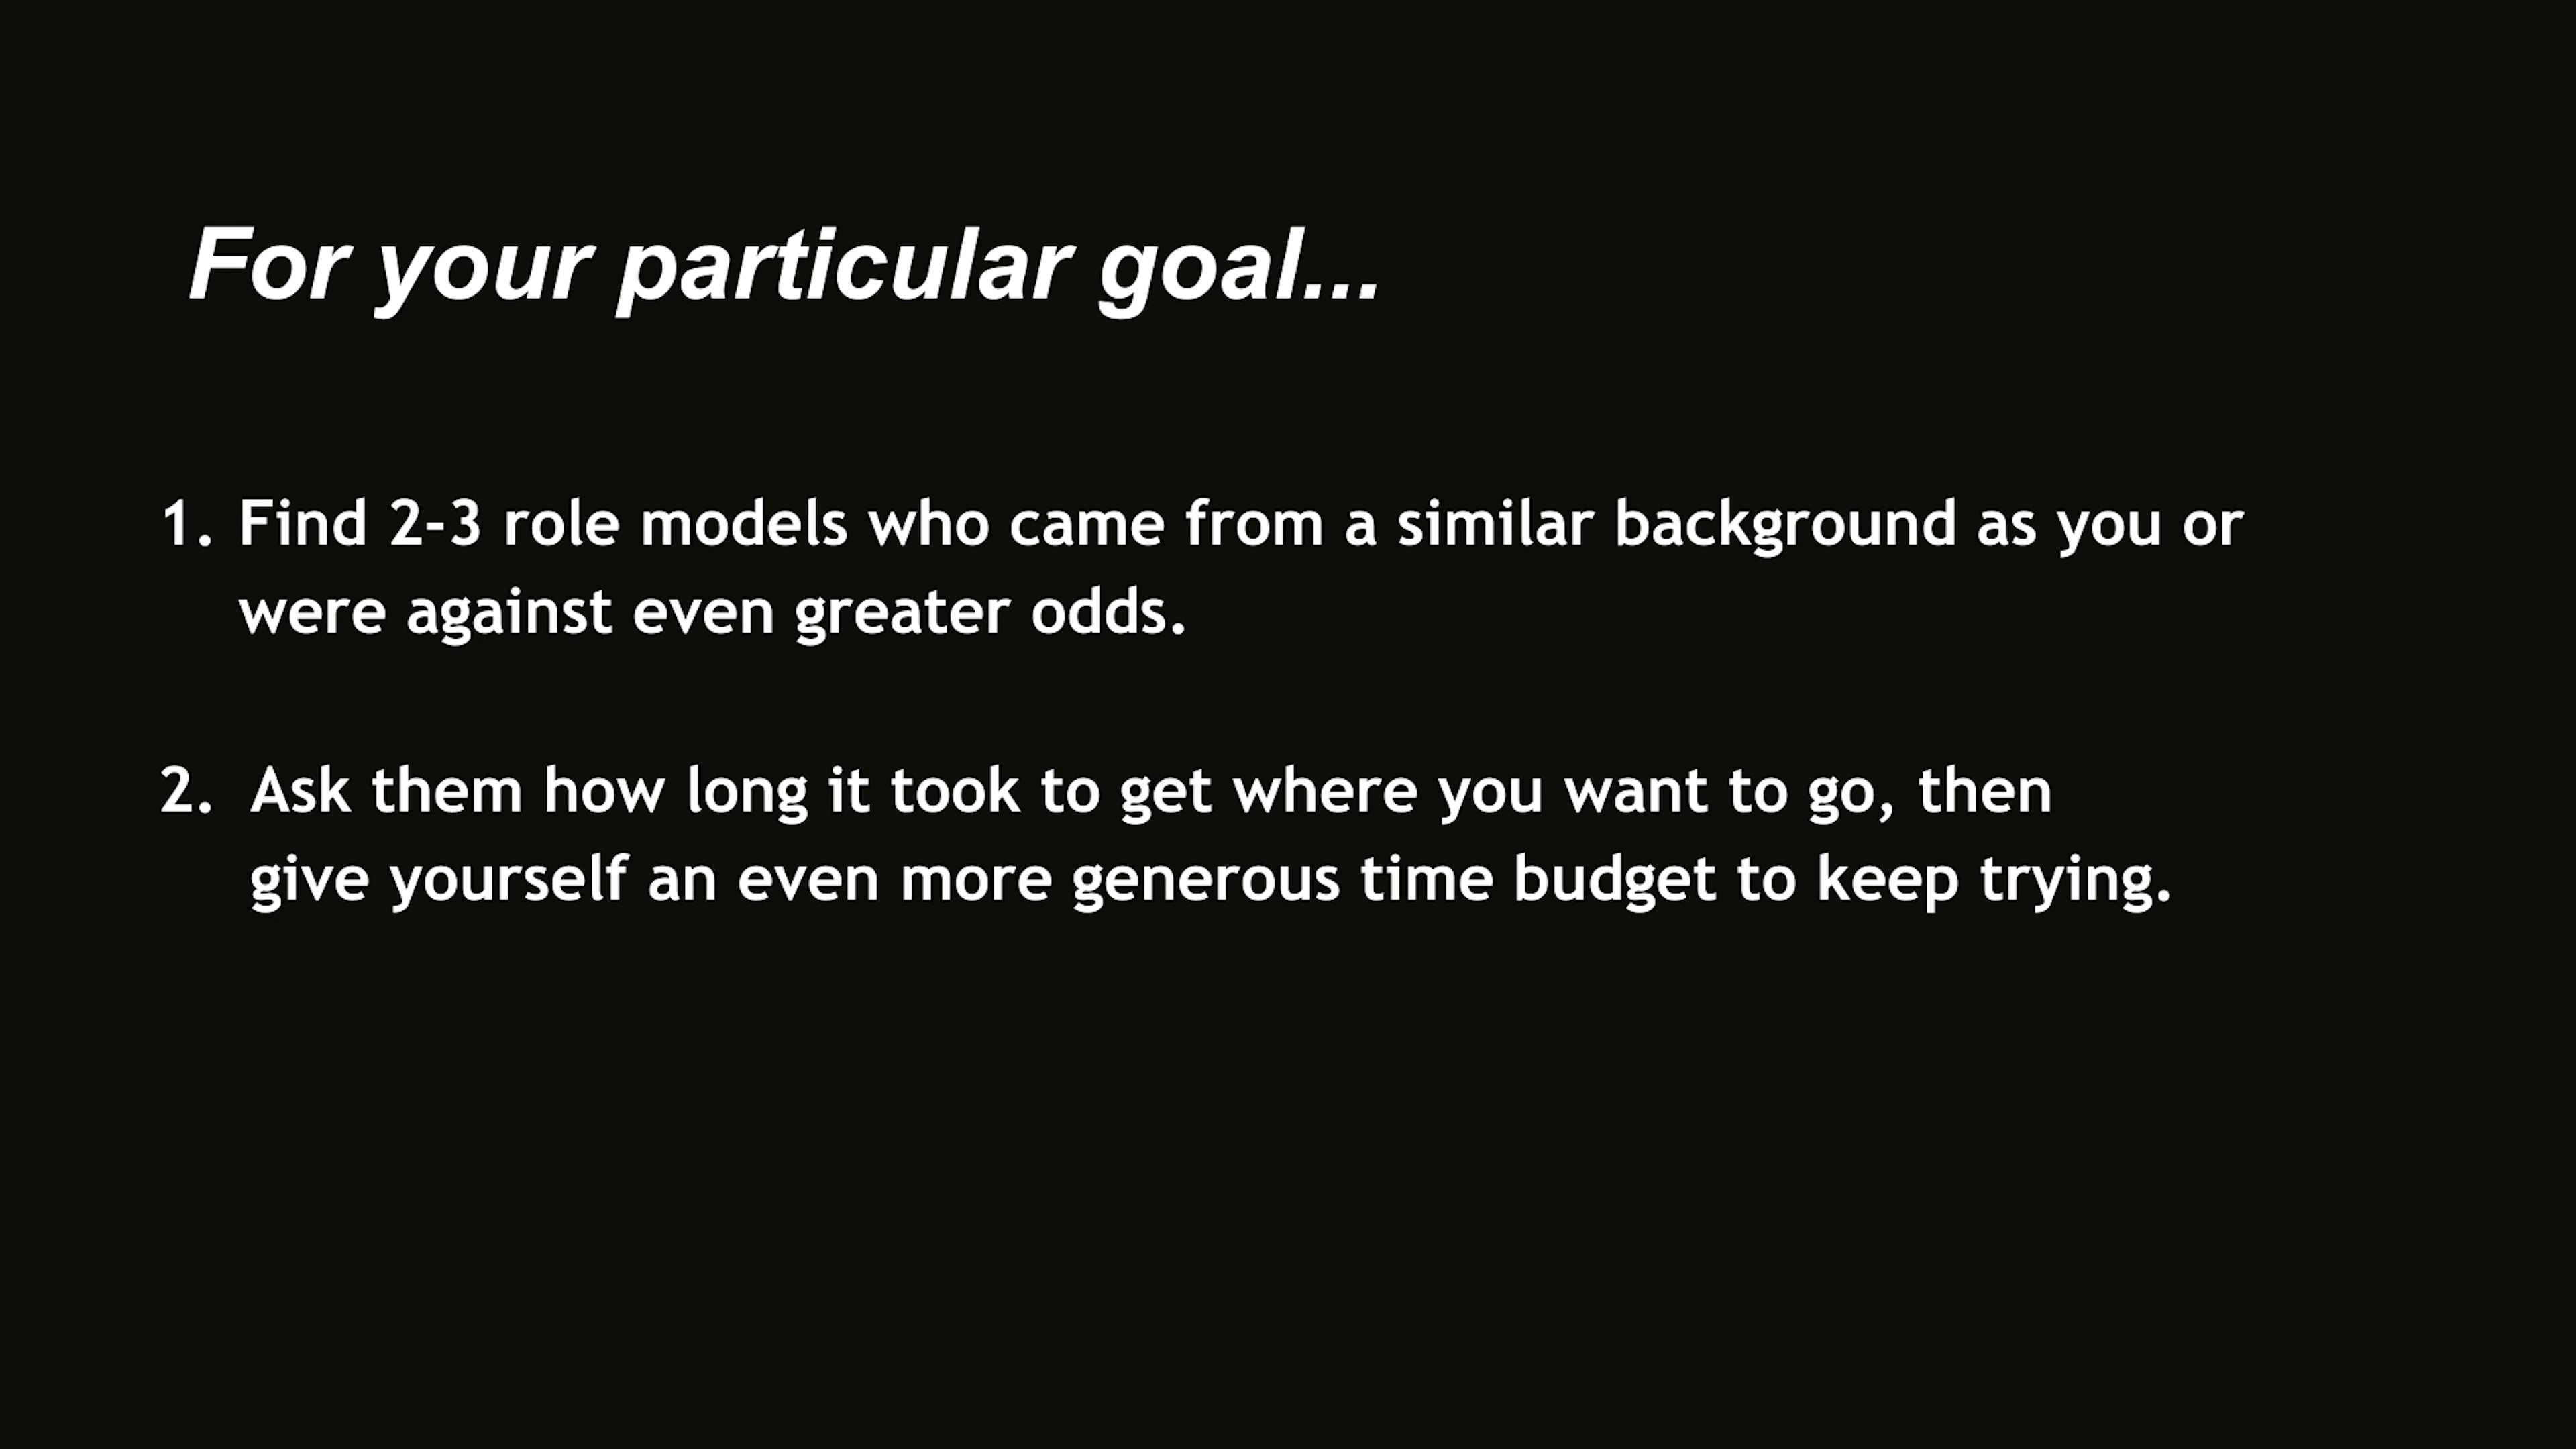 For your particular goal...
1. Find 2-3 role models who came from a similar background as you or
were against even greater odds.
2. Ask them how long it took to get where you want to go, then
give yourself an even more generous time budget to keep trying.